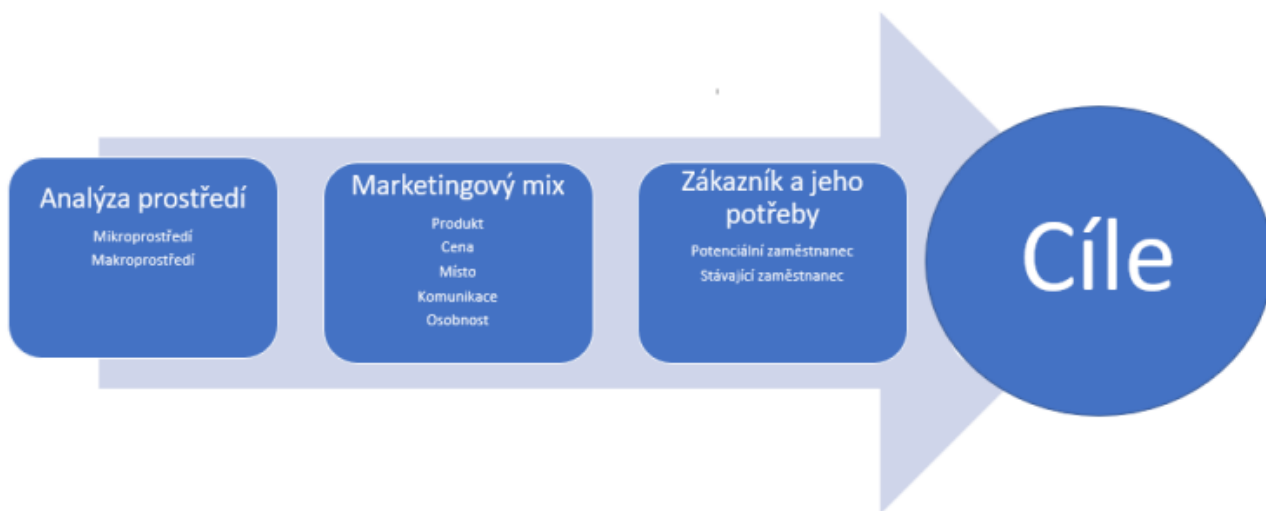 Analýza prostředí
Mikroprostředí
Makroprostředí
Marketingový mix
Produkt
Cena
Místo
Komunikace
Osobnost
Zákazník a jeho
potřeby
Potenciální zaměstnanec
Stávající zaměstnanec
Cíle